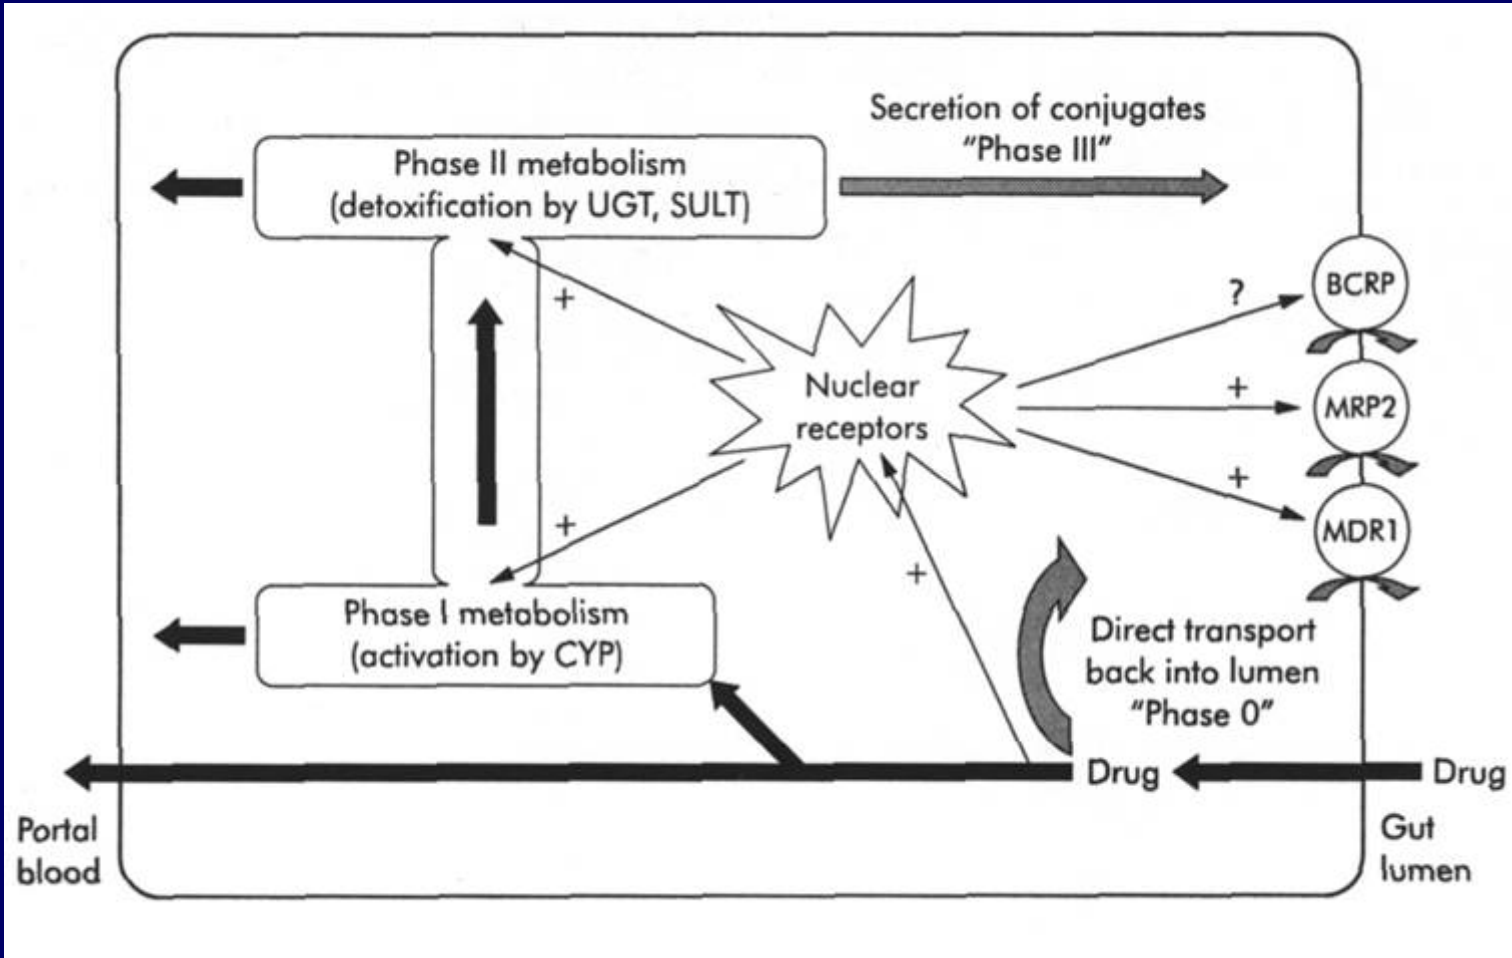 Secretion of conjugates
"Phase III"
Phase II metabolism
(detoxification by UGT, SULT)
BCRP
?
+
Nuclear
receptors
+
MRP2
+
MDR1
+
+
Phase I metabolism
(activation by CYP)
Direct transport
back into lumen
"Phase 0"
Drug
Drug
Portal
blood
Gut
lumen